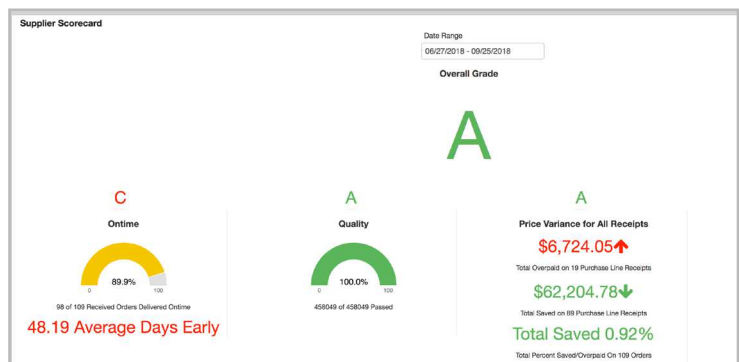 Supplier Scorecard
Date Range
06/27/2018 - 09/25/2018
Overall Grade
A
C
Ontime
89.9%
0 100
98 of 109 Received Orders Delivered Ontime
48.19 Average Days Early
A
Quality
100.0%
0 100
458049 of 458049 Passed
A
Price Variance for All Receipts
$6,724.05
Total Overpaid on 19 Purchase Line Receipts
$62,204.78
Total Saved on 89 Purchase Line Receipts
Total Saved 0.92%
Total Percent Saved/Overpaid On 109 Orders